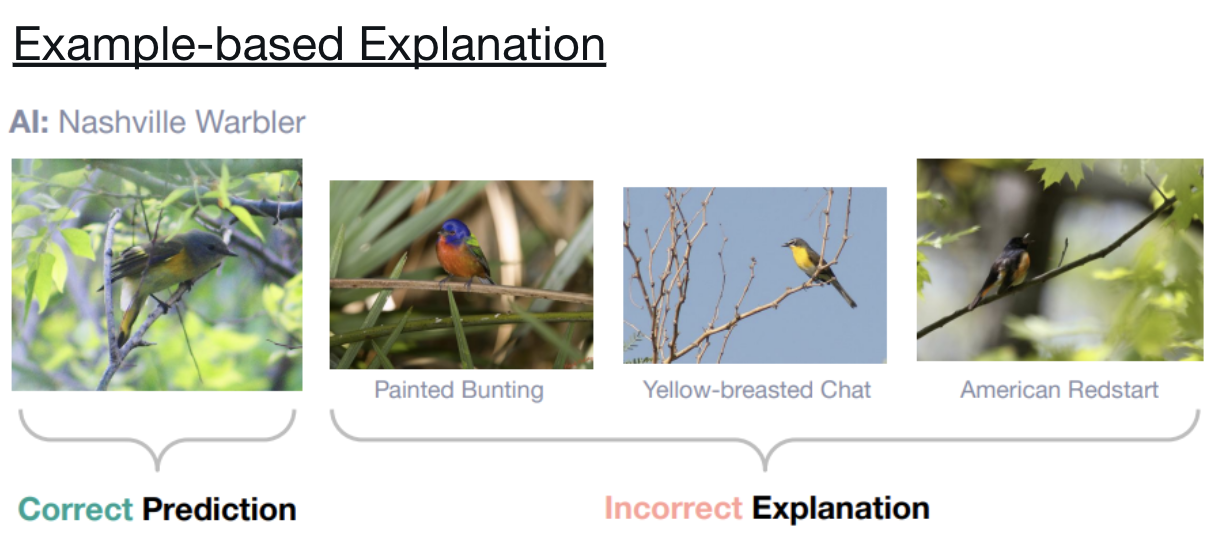 Example-based Explanation
AI: Nashville Warbler
Painted Bunting
Yellow-breasted Chat
American Redstart
Correct Prediction
Incorrect Explanation